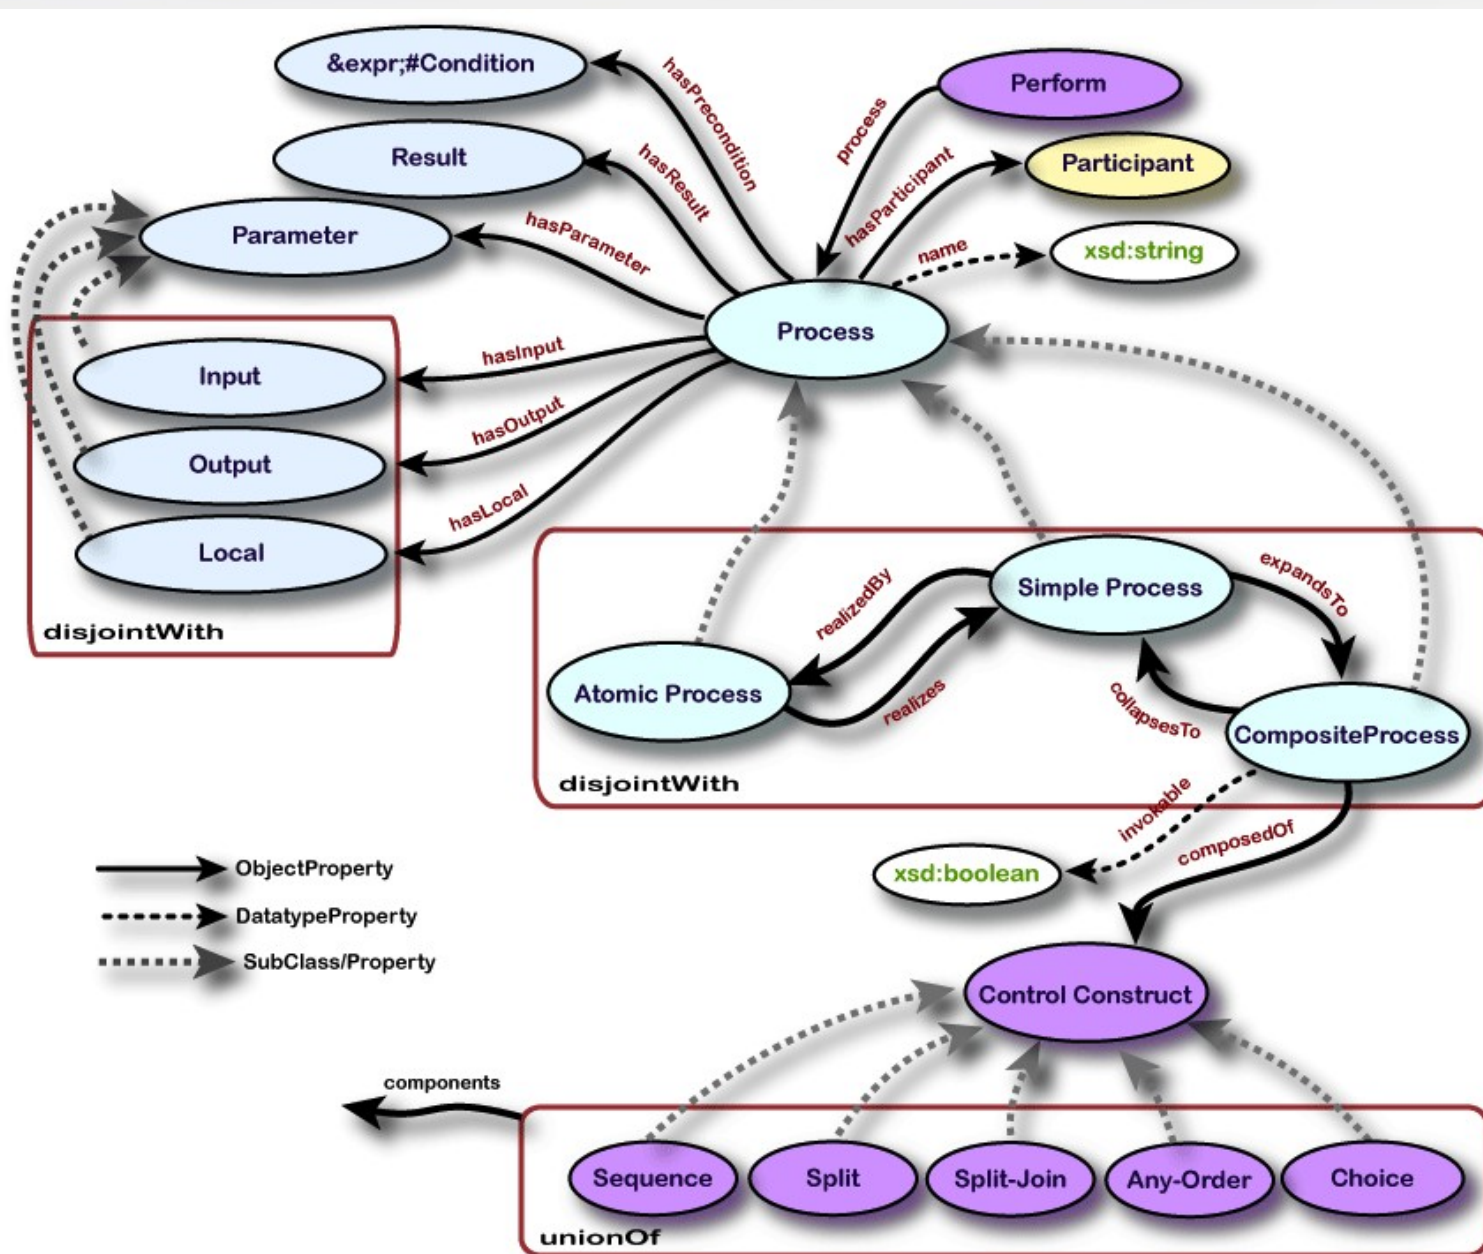 &expr;#Condition
hasPrecondition
Perform
process
Result
hasResult
hasParticipant
Participant
Parameter
hasParameter
name
xsd:string
Process
Input
hasInput
Output
hasOutput
Local
hasLocal
disjointWith
realizedBy
Simple Process
expandsTo
Atomic Process
realizes
collapsesTo
CompositeProcess
disjointWith
invokable
composedOf
xsd:boolean
ObjectProperty
DatatypeProperty
SubClass/Property
Control Construct
components
Sequence
Split
Split-Join
Any-Order
Choice
unionOf